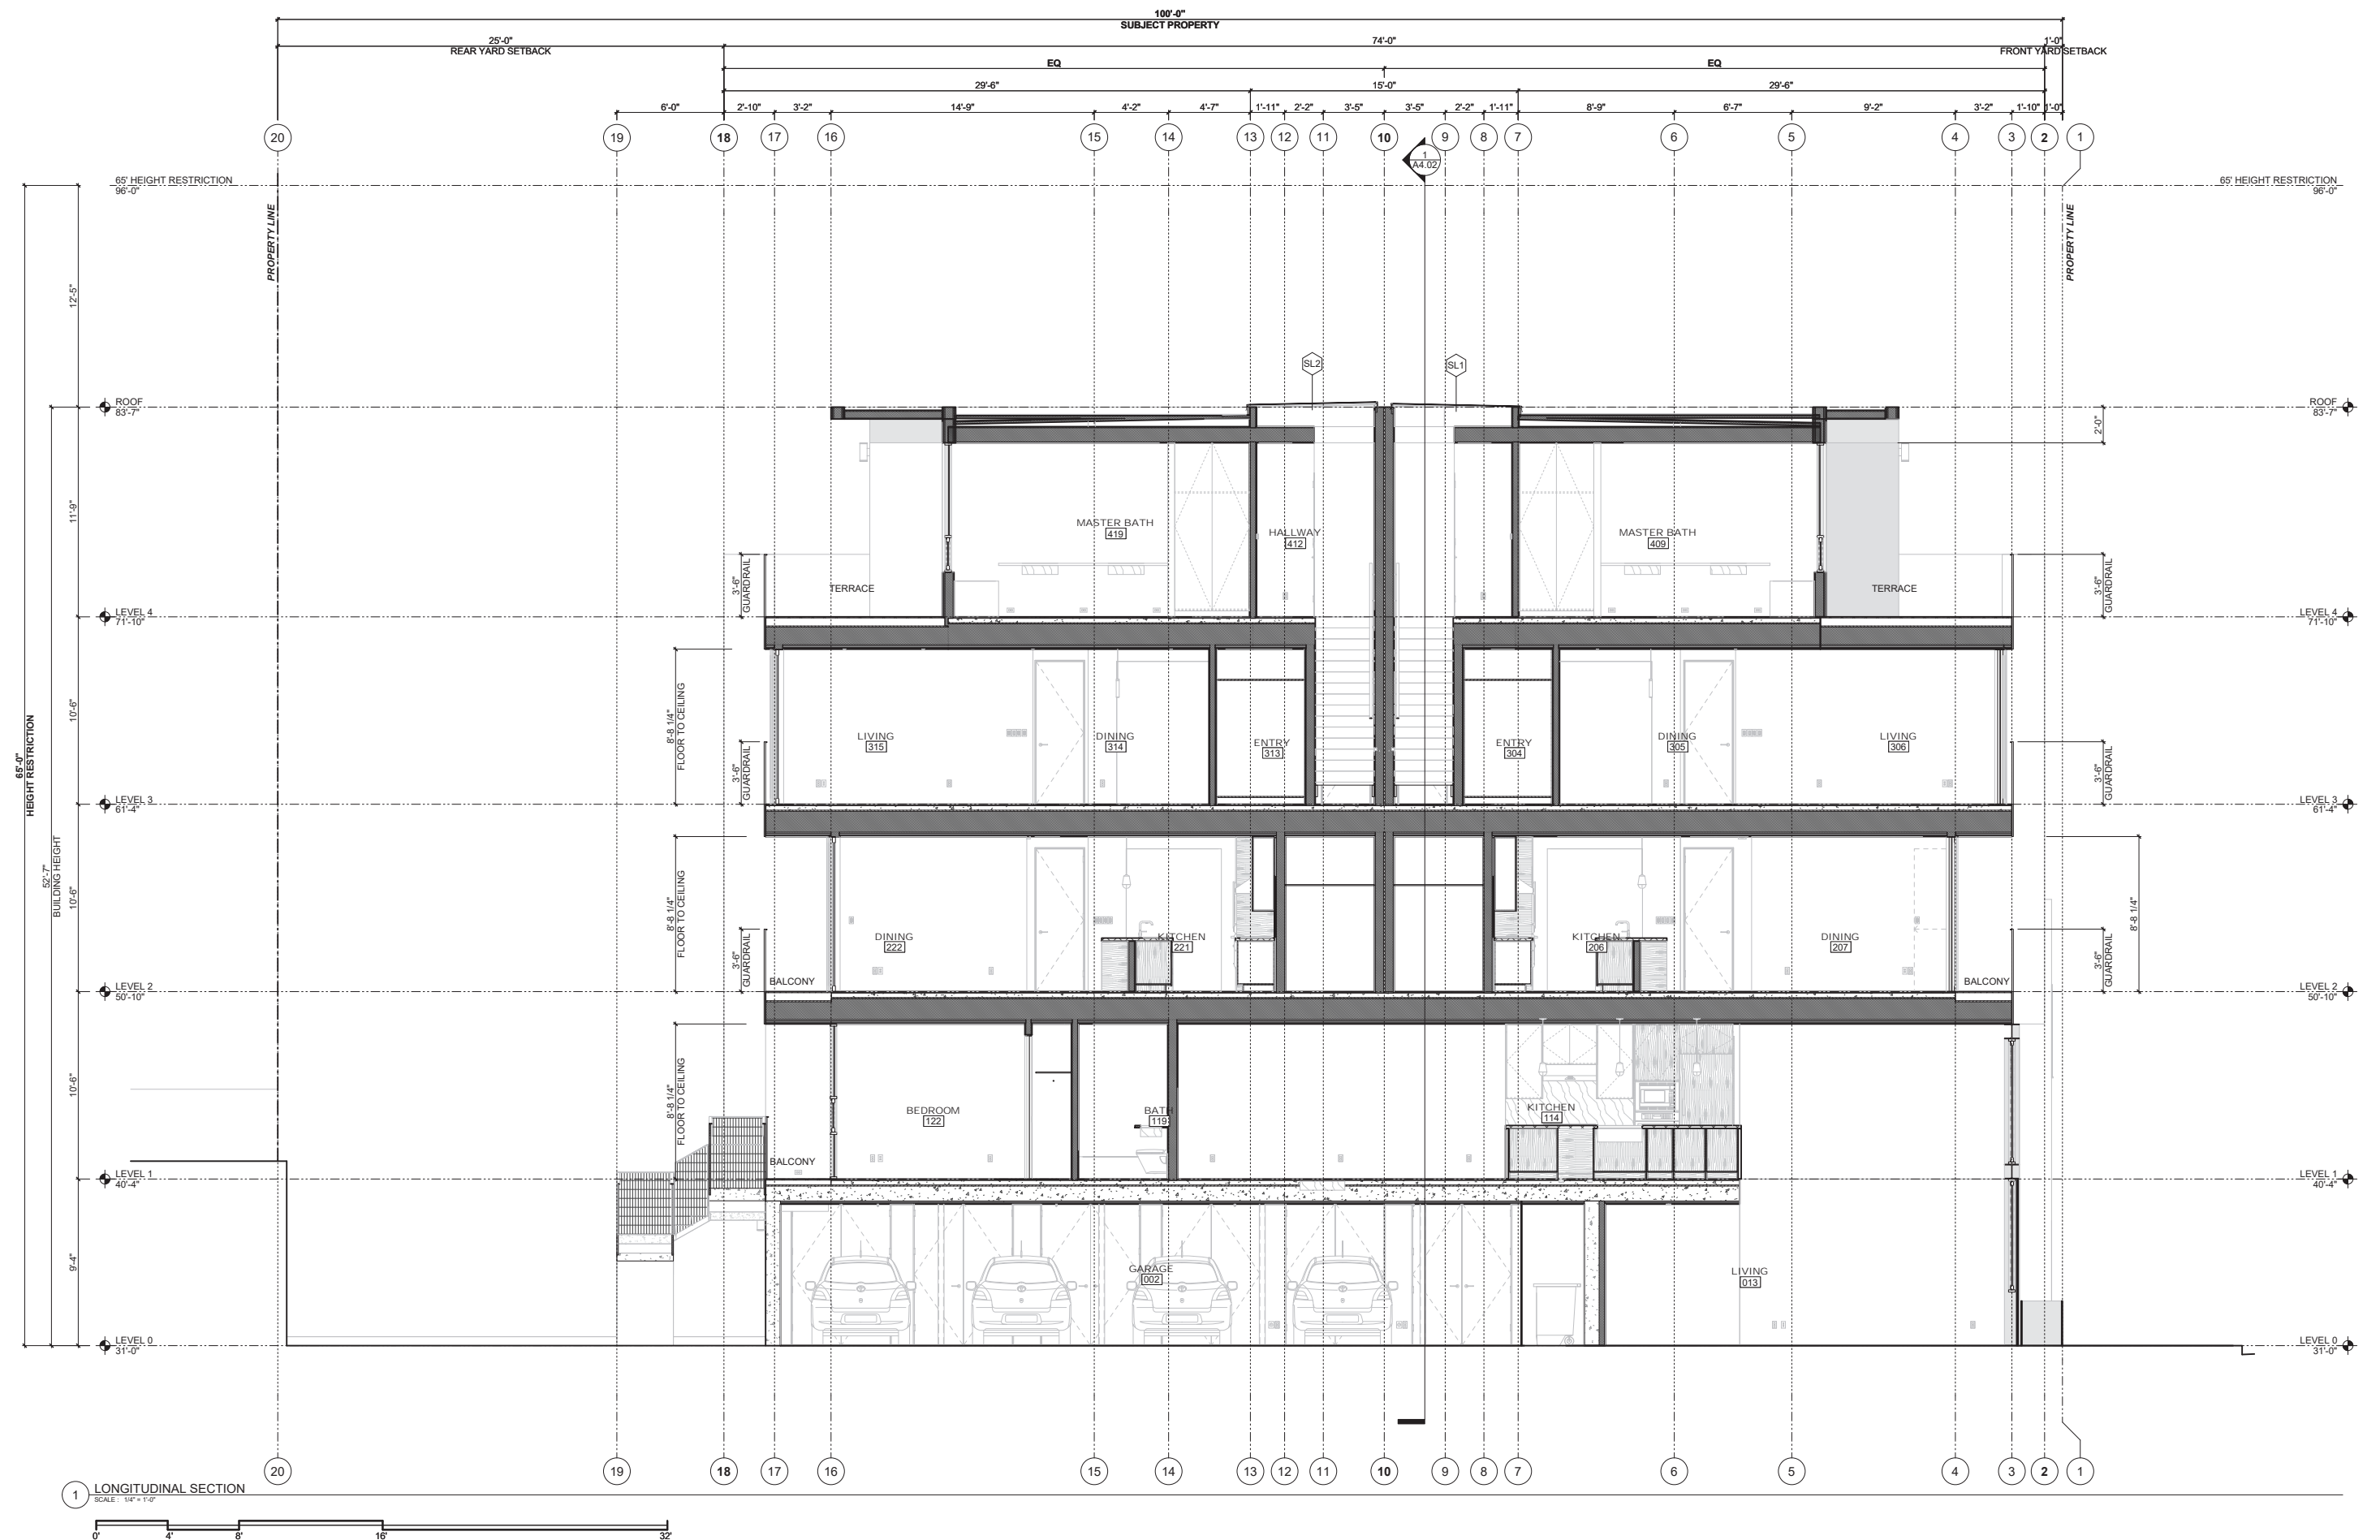 100'-0"
SUBJECT PROPERTY
25'-0"
REAR YARD SETBACK
74'-0"
1'-0"
FRONT YARD SETBACK
EQ
EQ
29'-6"
15'-0"
29'-6"
6'-0"
2'-10"
3'-2"
14'-9"
4'-2"
4'-7"
1'-11"
2'-2"
3'-5"
3'-5"
2'-2"
1'-11"
8'-9"
6'-7"
9'-2"
3'-2"
1'-10"
1'-0"
20
19
18
17
16
15
14
13
12
11
10
9
8
7
6
5
4
3
2
1
1
A4.02
65' HEIGHT RESTRICTION
96'-0"
65' HEIGHT RESTRICTION
96'-0"
PROPERTY LINE
PROPERTY LINE
12'-5"
SL2
SL1
ROOF
83'-7"
ROOF
83'-7"
2'-0"
11'-9"
MASTER BATH
419
HALLWAY
412
MASTER BATH
409
3'-6"
GUARDRAIL
TERRACE
TERRACE
3'-6"
GUARDRAIL
LEVEL 4
71'-10"
LEVEL 4
71'-10"
10'-6"
8'-8 1/4"
FLOOR TO CEILING
3'-6"
GUARDRAIL
LIVING
315
DINING
314
ENTRY
313
ENTRY
304
DINING
305
LIVING
306
3'-6"
GUARDRAIL
65'-0"
HEIGHT RESTRICTION
LEVEL 3
61'-4"
LEVEL 3
61'-4"
52'-7"
BUILDING HEIGHT
10'-6"
8'-8 1/4"
FLOOR TO CEILING
3'-6"
GUARDRAIL
DINING
222
KITCHEN
221
KITCHEN
206
DINING
207
3'-6"
GUARDRAIL
8'-8 1/4"
BALCONY
BALCONY
LEVEL 2
50'-10"
LEVEL 2
50'-10"
10'-6"
8'-8 1/4"
FLOOR TO CEILING
BEDROOM
122
BATH
119
KITCHEN
114
BALCONY
LEVEL 1
40'-4"
LEVEL 1
40'-4"
9'-4"
GARAGE
002
LIVING
013
LEVEL 0
31'-0"
LEVEL 0
31'-0"
20
19
18
17
16
15
14
13
12
11
10
9
8
7
6
5
4
3
2
1
1
LONGITUDINAL SECTION
SCALE : 1/4" = 1'-0"
0'
4'
8'
16'
32'